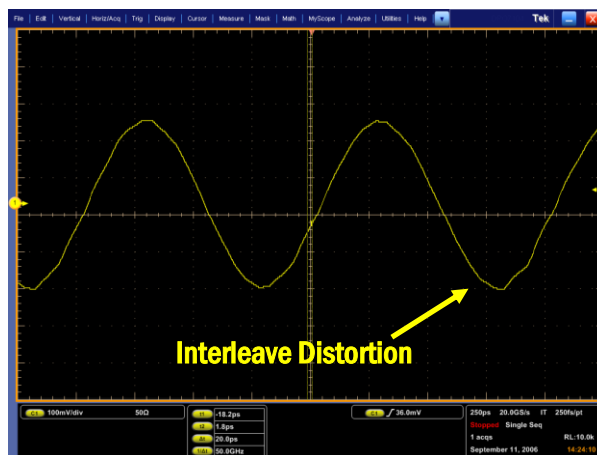 File | Edit | Vertical | Horiz/Acq | Trig | Display | Cursor | Measure | Mask | Math | MyScope | Analyze | Utilities | Help
Tek
1
Interleave Distortion
C1 100mV/div 50Ω
t1 -18.2ps
t2 1.8ps
Δt 20.0ps
1/Δt 50.0GHz
C1 36.0mV
250ps 20.0GS/s IT 250fs/pt
Stopped Single Seq
1 acqs RL:10.0k
September 11, 2006 14:24:10